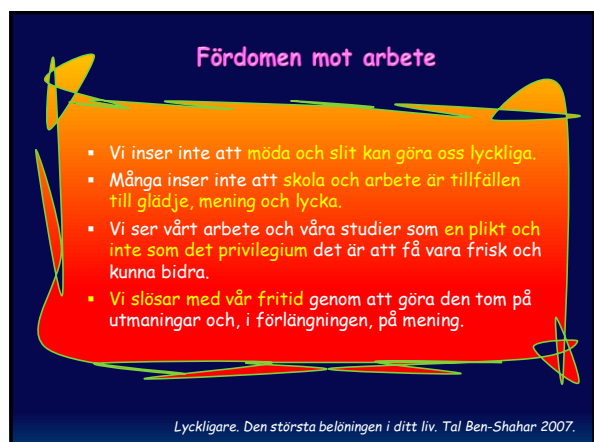 Fördomen mot arbete
▪ Vi inser inte att möda och slit kan göra oss lyckliga.
▪ Många inser inte att skola och arbete är tillfällen
till glädje, mening och lycka.
▪ Vi ser vårt arbete och våra studier som en plikt och
inte som det privilegium det är att få vara frisk och
kunna bidra.
▪ Vi slösar med vår fritid genom att göra den tom på
utmaningar och, i förlängningen, på mening.
Lyckligare. Den största belöningen i ditt liv. Tal Ben-Shahar 2007.